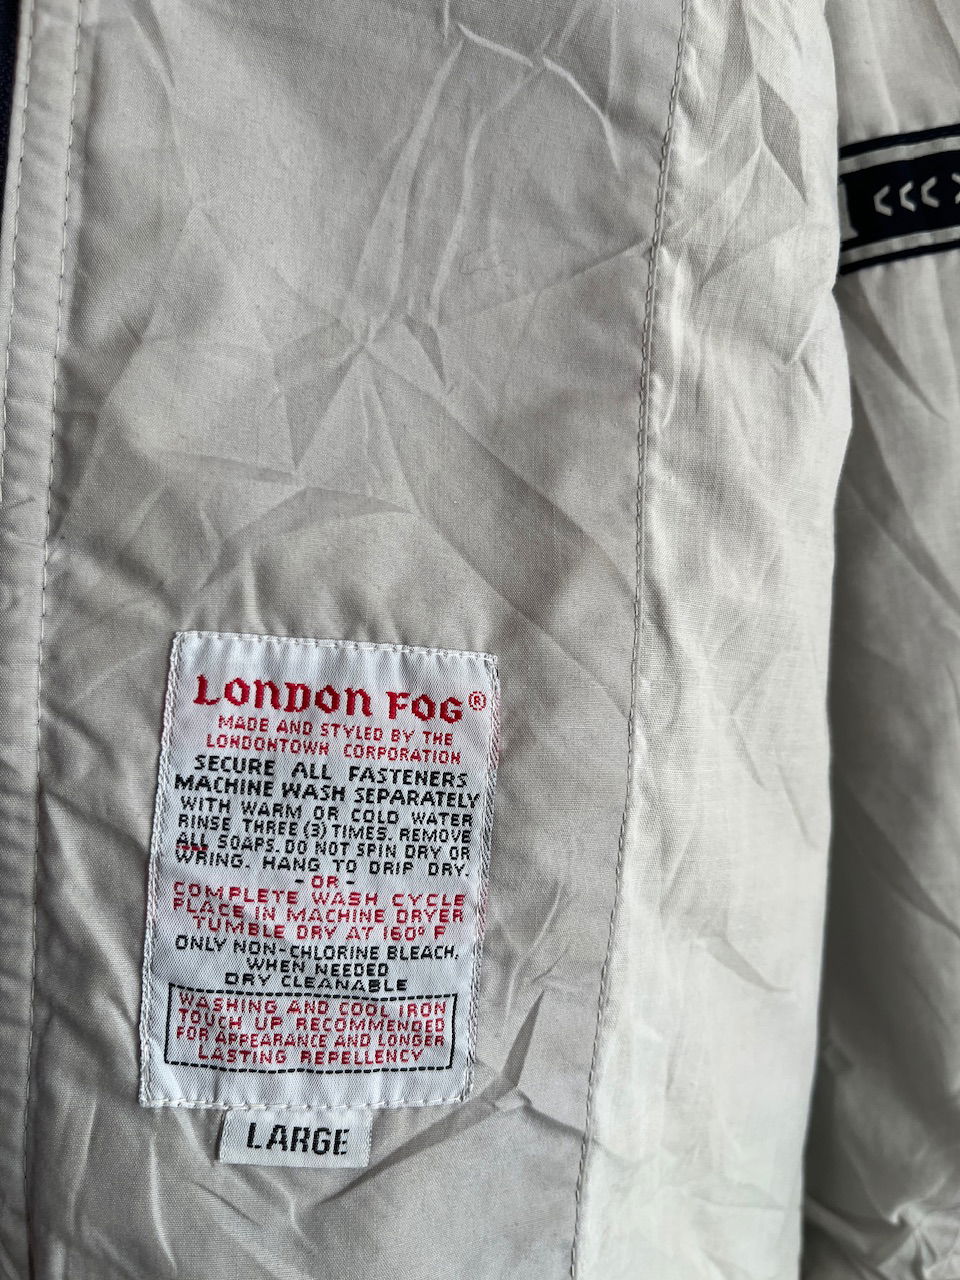 LONDON FOG®
MADE AND STYLED BY THE
LONDONTOWN CORPORATION
SECURE ALL FASTENERS
MACHINE WASH SEPARATELY
WITH WARM OR COLD WATER
RINSE THREE (3) TIMES. REMOVE
ALL SOAPS. DO NOT SPIN DRY OR
WRING. HANG TO DRIP DRY.
- OR -
COMPLETE WASH CYCLE
PLACE IN MACHINE DRYER
TUMBLE DRY AT 160° F
ONLY NON-CHLORINE BLEACH,
WHEN NEEDED
DRY CLEANABLE
WASHING AND COOL IRON
TOUCH UP RECOMMENDED
FOR APPEARANCE AND LONGER
LASTING REPELLENCY
LARGE